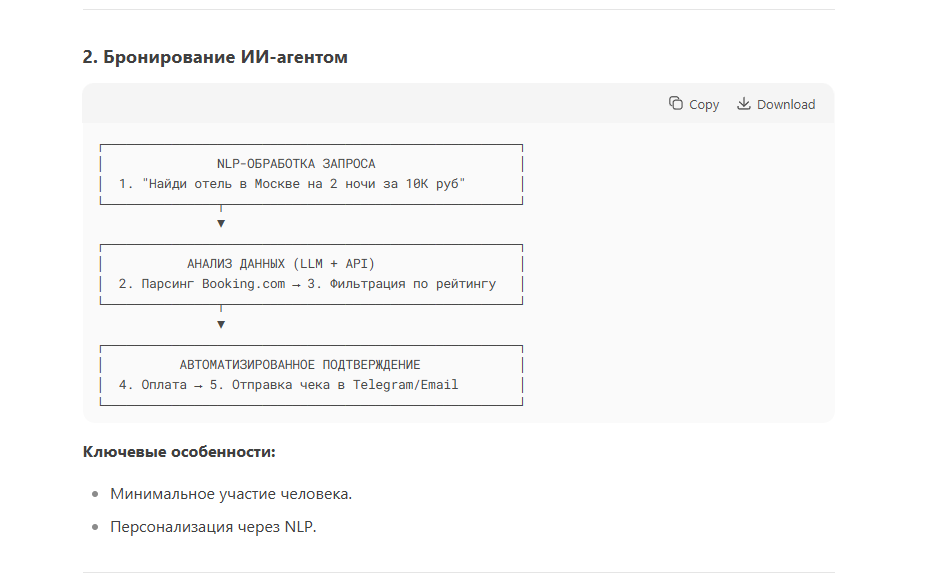 2. Бронирование ИИ-агентом
Copy Download
NLP-ОБРАБОТКА ЗАПРОСА
1. "Найди отель в Москве на 2 ночи за 10K руб"
▼
АНАЛИЗ ДАННЫХ (LLM + API)
2. Парсинг Booking.com → 3. Фильтрация по рейтингу
▼
АВТОМАТИЗИРОВАННОЕ ПОДТВЕРЖДЕНИЕ
4. Оплата → 5. Отправка чека в Telegram/Email
Ключевые особенности:
• Минимальное участие человека.
• Персонализация через NLP.